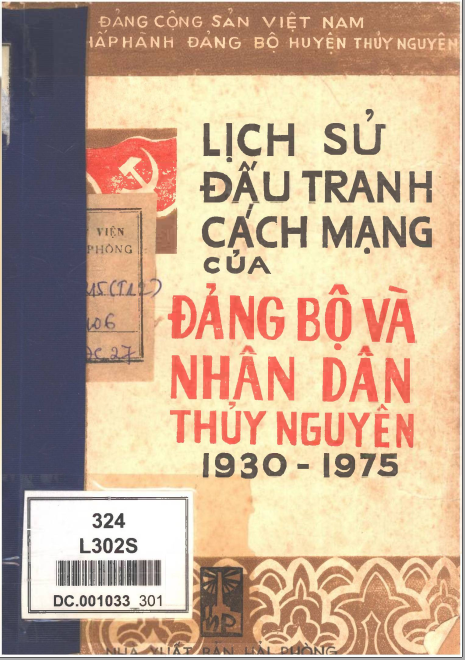 ĐẢNG CỘNG SẢN VIỆT NAM
CHẤP HÀNH ĐẢNG BỘ HUYỆN THỦY NGUYÊN
LỊCH SỬ
ĐẤU TRANH
CÁCH MẠNG
CỦA
ĐẢNG BỘ VÀ
NHÂN DÂN
THỦY NGUYÊN
1930 - 1975
VIỆN
PHÒNG
324
L302S
DC.001033 301
NHÀ XUẤT BẢN HẢI PHÒNG